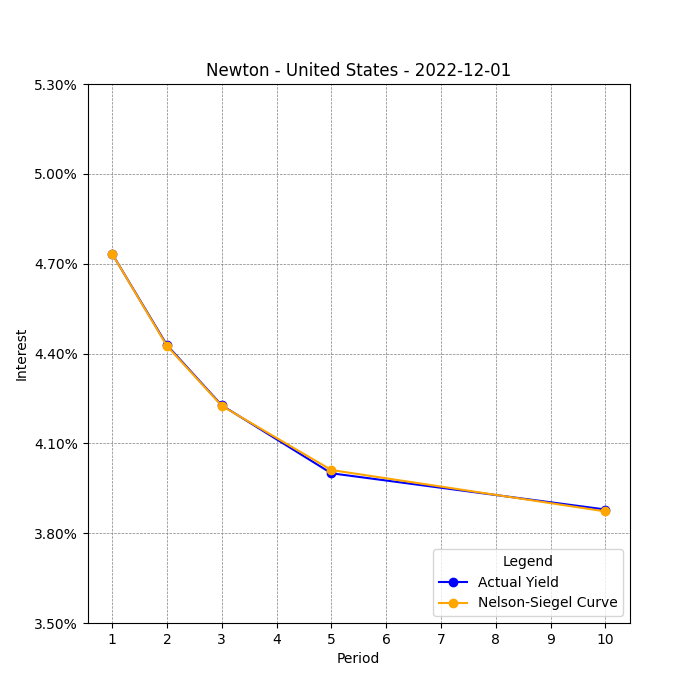 Newton - United States - 2022-12-01
5.30%
5.00%
4.70%
4.40%
4.10%
3.80%
3.50%
Interest
Legend
Actual Yield
Nelson-Siegel Curve
1 2 3 4 5 6 7 8 9 10
Period